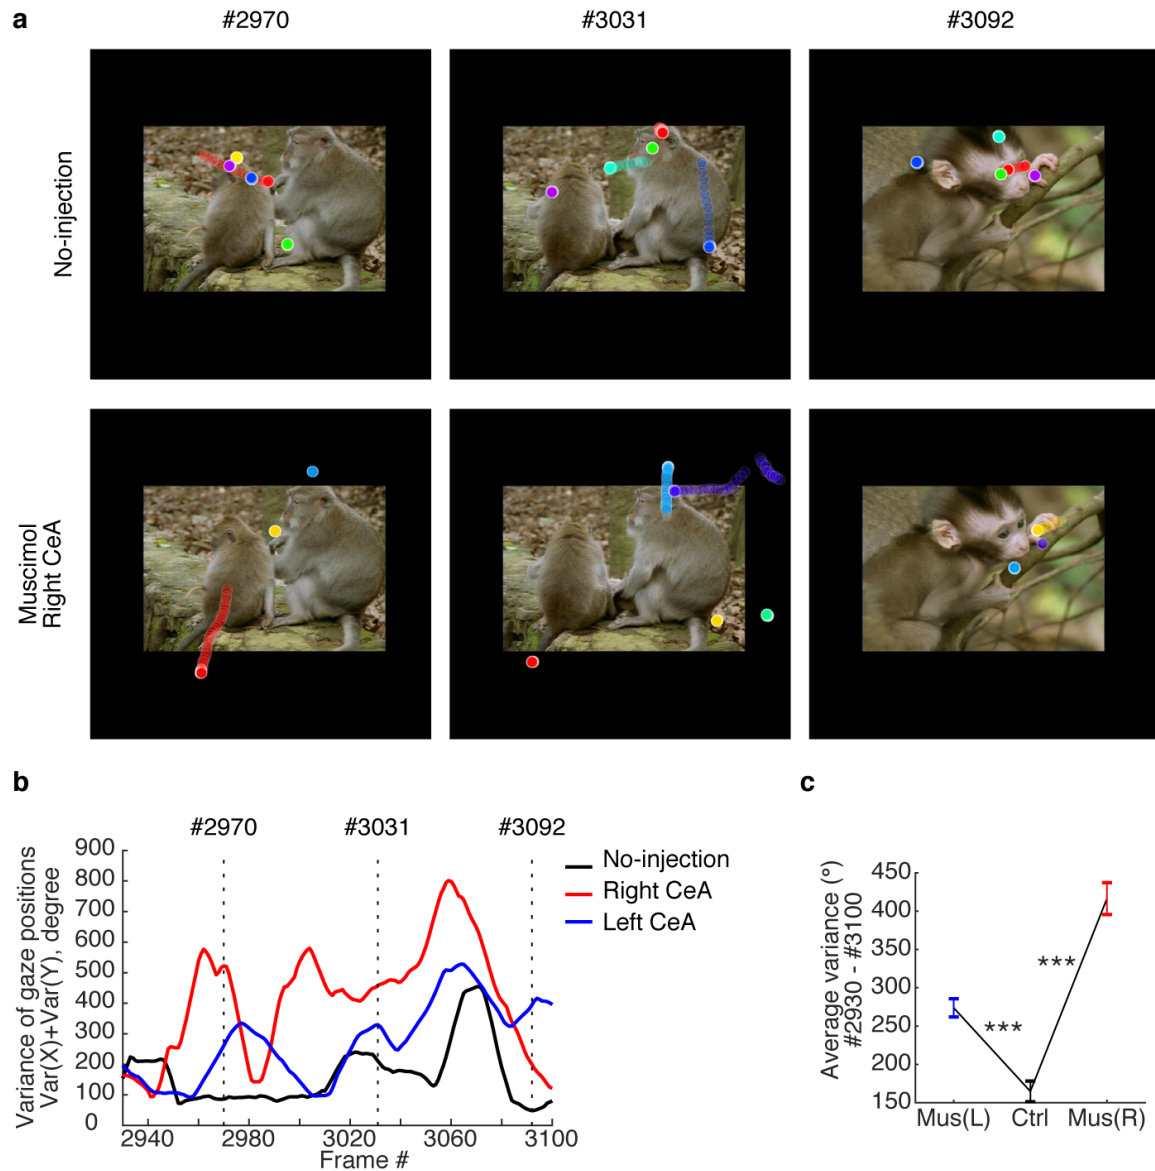 a
#2970 #3031 #3092
No-injection
Muscimol
Right CeA
b
#2970 #3031 #3092
Variance of gaze positions
Var(X)+Var(Y), degree
900
800
700
600
500
400
300
200
100
0
2940 2980 3020 3060 3100
Frame #
No-injection
Right CeA
Left CeA
c
Average variance (°)
#2930 - #3100
450
400
350
300
250
200
150
***
***
Mus(L) Ctrl Mus(R)